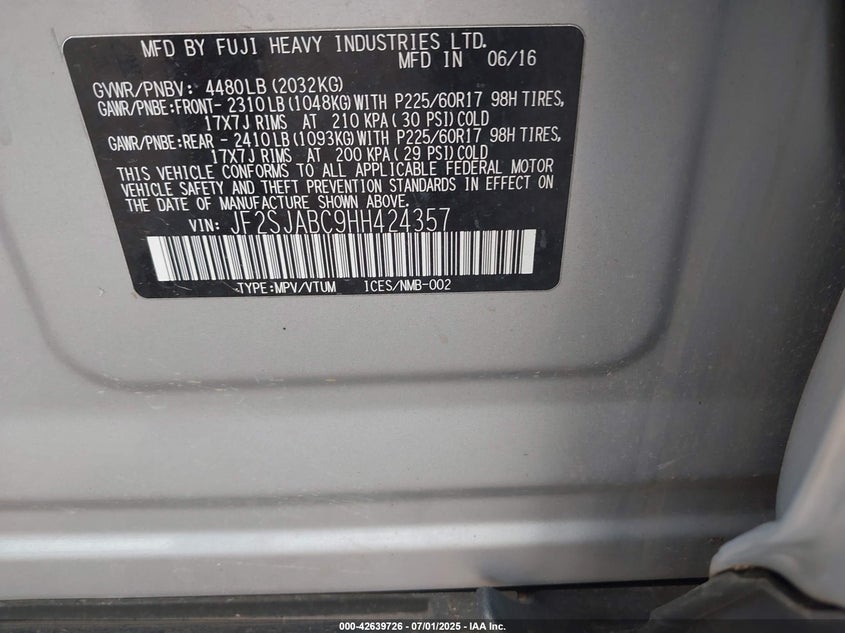 MFD BY FUJI HEAVY INDUSTRIES LTD.
MFD IN 06/16
GVWR/PNBV: 4480LB (2032KG)
GAWR/PNBE:FRONT- 2310LB (1048KG) WITH P225/60R17 98H TIRES,
17X7J RIMS AT 210 KPA (30 PSI) COLD
GAWR/PNBE:REAR - 2410LB (1093KG) WITH P225/60R17 98H TIRES,
17X7J RIMS AT 200 KPA (29 PSI) COLD
THIS VEHICLE CONFORMS TO ALL APPLICABLE FEDERAL MOTOR
VEHICLE SAFETY AND THEFT PREVENTION STANDARDS IN EFFECT ON
THE DATE OF MANUFACTURE SHOWN ABOVE.
VIN: JF2SJABC9HH424357
TYPE:MPV/VTUM ICES/NMB-002
000-42639726 - 07/01/2025 - IAA Inc.